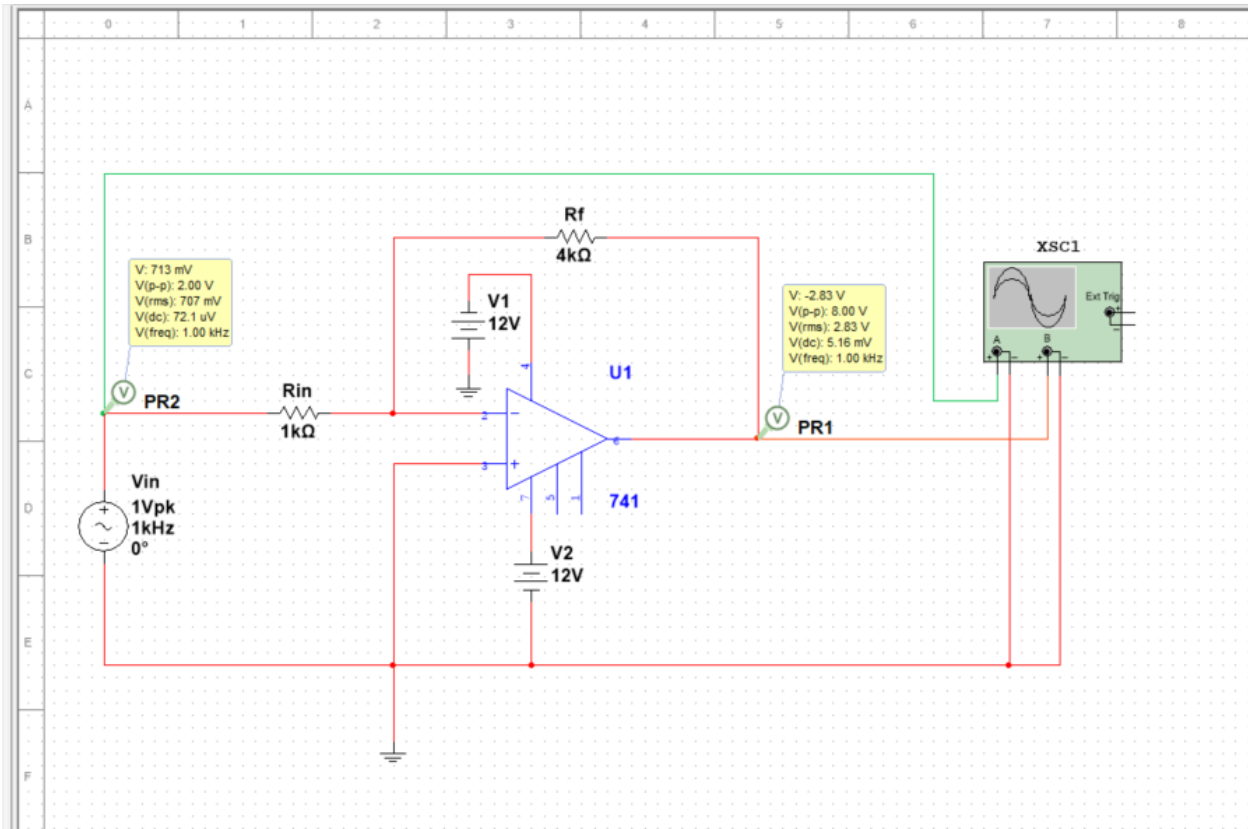 0 1 2 3 4 5 6 7 8
A
B
C
D
E
F
Rf
4kΩ
XSC1
Ext Trig
+
−
A
B
+ −
+ −
V: 713 mV
V(p-p): 2.00 V
V(rms): 707 mV
V(dc): 72.1 uV
V(freq): 1.00 kHz
V
PR2
V1
12V
V: -2.83 V
V(p-p): 8.00 V
V(rms): 2.83 V
V(dc): 5.16 mV
V(freq): 1.00 kHz
V
PR1
U1
4
Rin
1kΩ
2
−
3
+
6
7
5
1
741
Vin
1Vpk
1kHz
0°
+
−
V2
12V